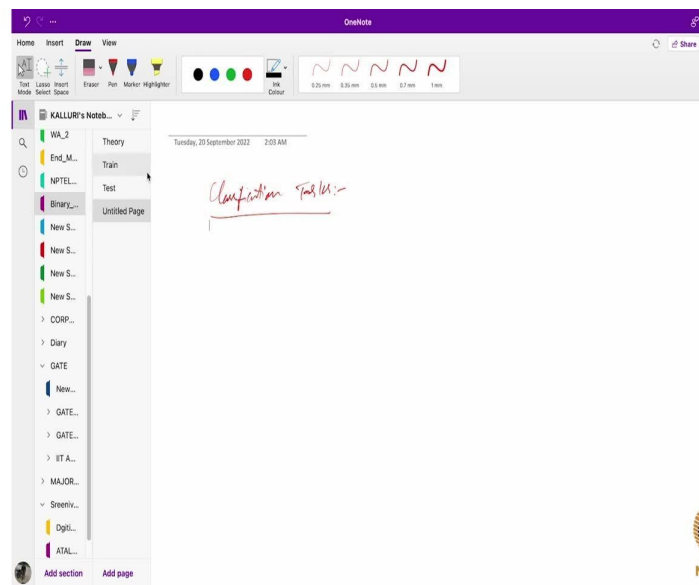 OneNote
Home Insert Draw View
Share
Text Mode
Lasso Select
Insert Space
Eraser
Pen
Marker
Highlighter
Ink Colour
0.25 mm
0.35 mm
0.5 mm
0.7 mm
1 mm
KALLURI's Noteb...
WA_2
End_M...
NPTEL...
Binary_...
New S...
New S...
New S...
New S...
CORP...
Diary
GATE
New...
GATE...
GATE...
IIT A...
MAJOR...
Sreeniv...
Dgiti...
ATAL...
Add section
Theory
Train
Test
Untitled Page
Add page
Tuesday, 20 September 2022 2:03 AM
Classification Tasks:-